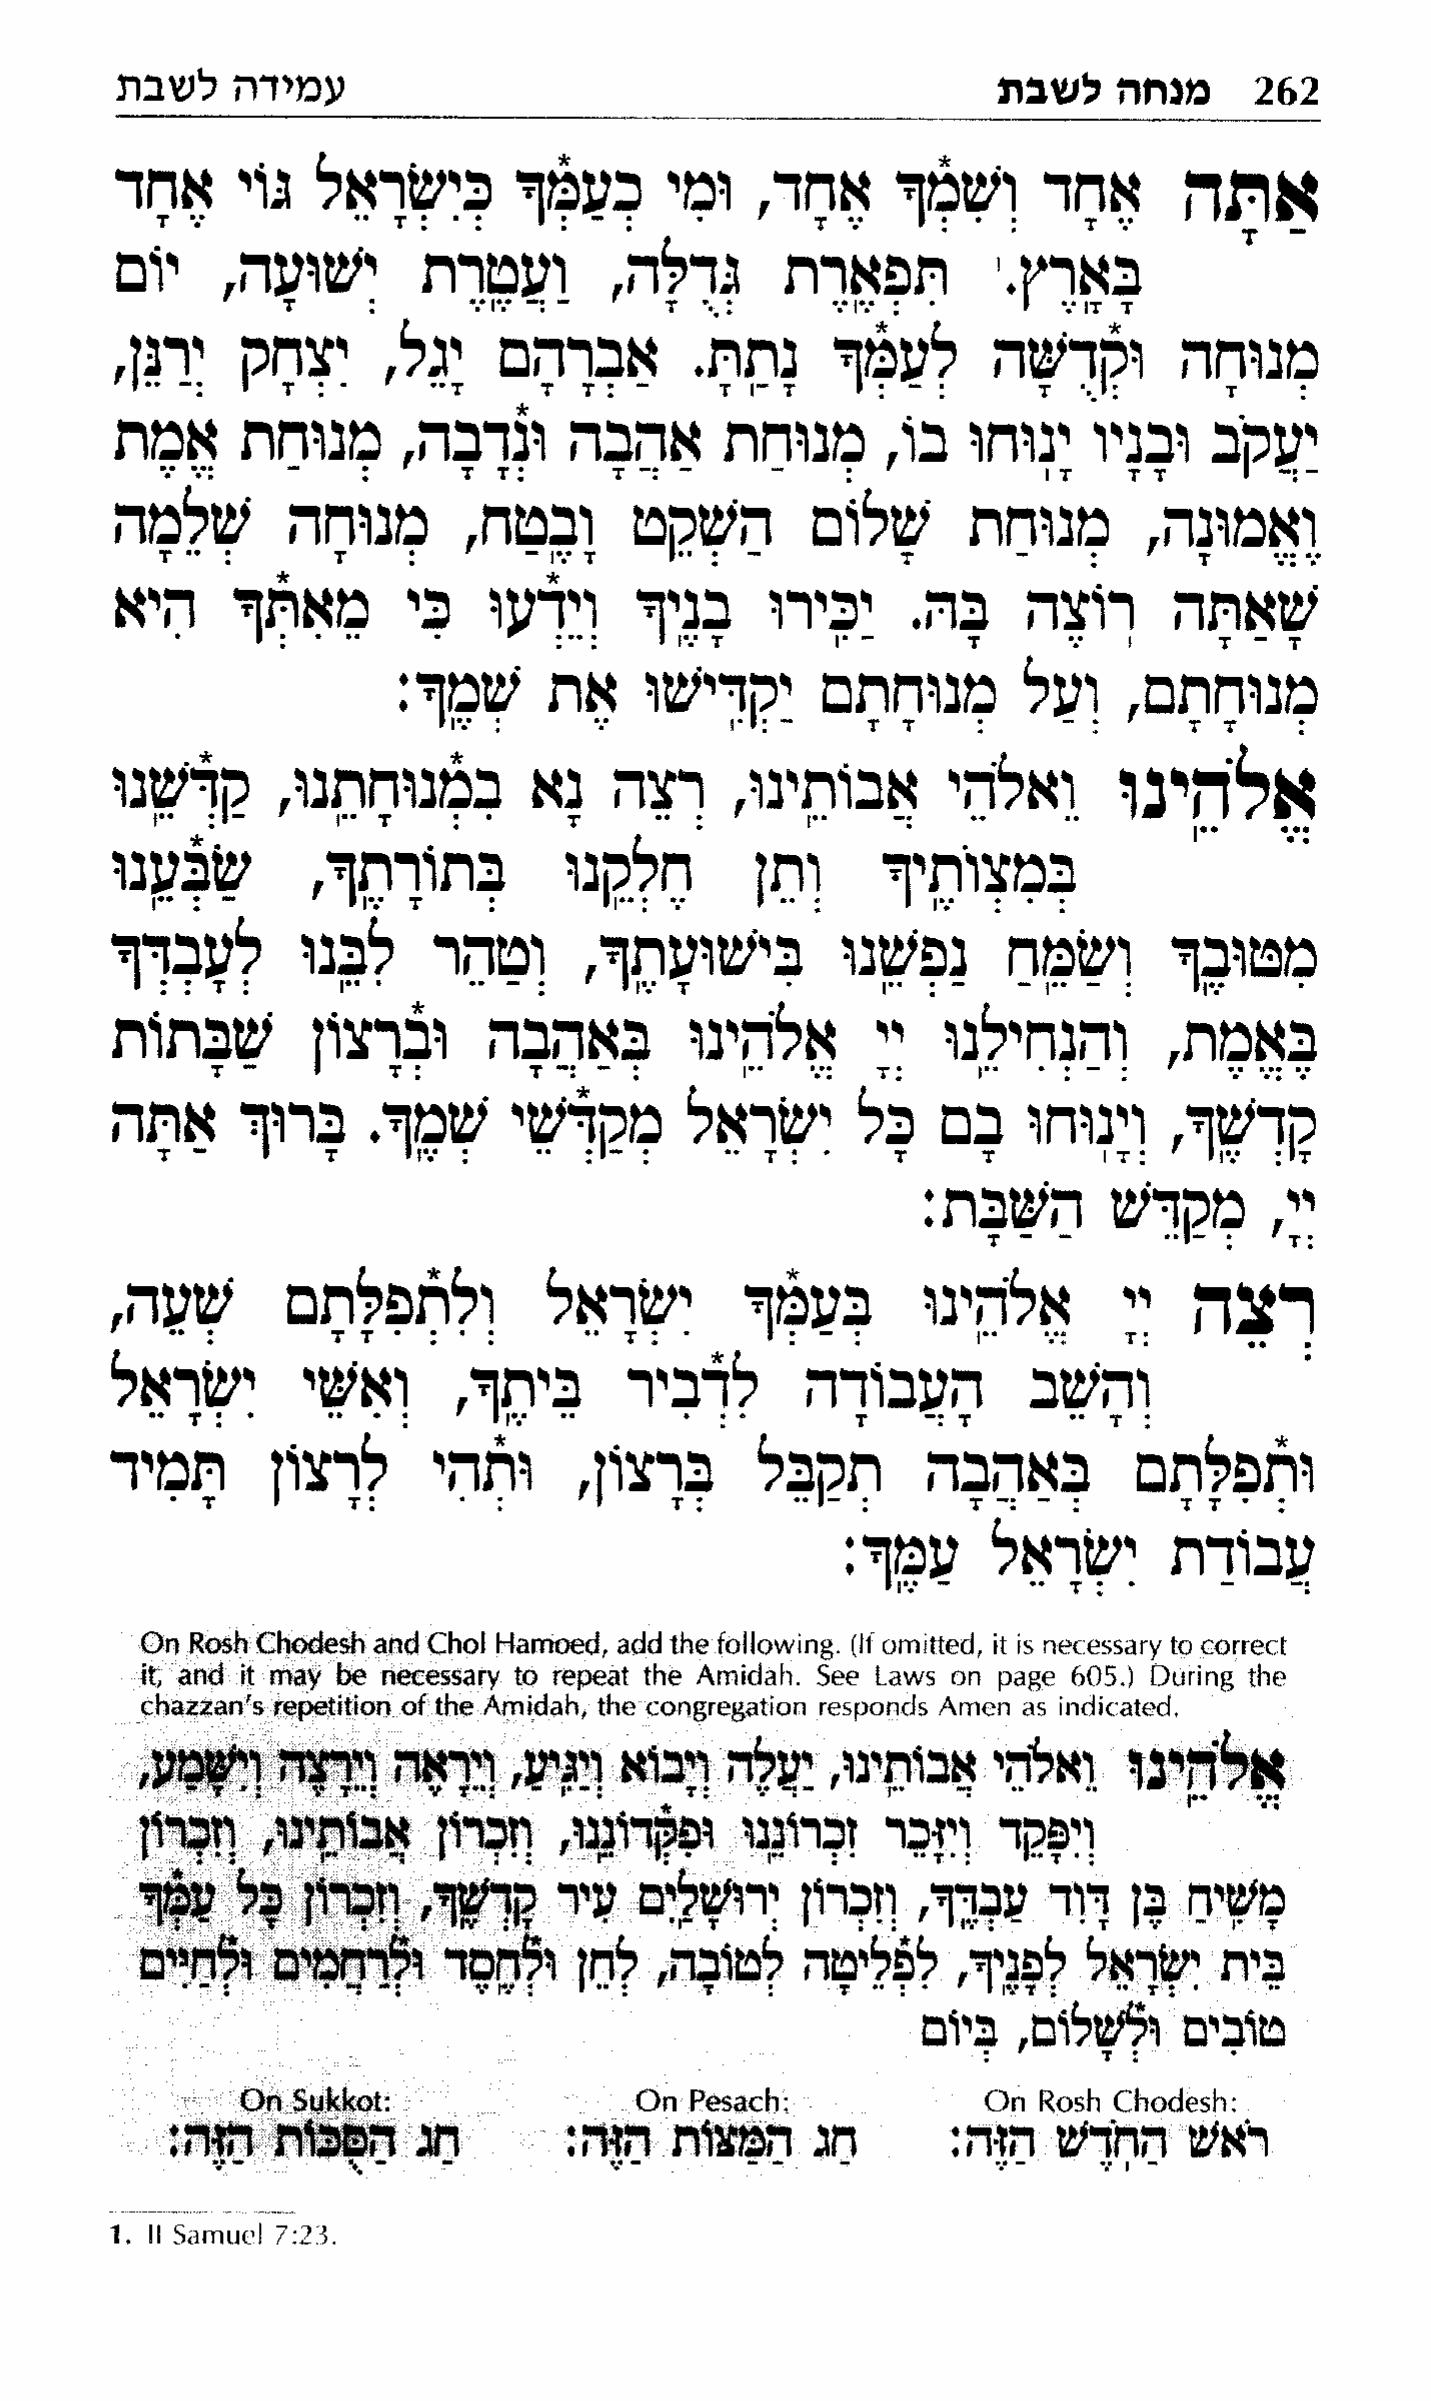 262 מנחה לשבת עמידה לשבת
אַתָּה אֶחָד וְשִׁמְךָ אֶחָד, וּמִי כְעַמְּךָ כְּיִשְׂרָאֵל גּוֹי אֶחָד
בָּאָרֶץ.¹ תִּפְאֶרֶת גְּדֻלָּה, וַעֲטֶרֶת יְשׁוּעָה, יוֹם
מְנוּחָה וּקְדֻשָּׁה לְעַמְּךָ נָתָתָּ. אַבְרָהָם יָגֵל, יִצְחָק יְרַנֵּן,
יַעֲקֹב וּבָנָיו יָנוּחוּ בוֹ, מְנוּחַת אַהֲבָה וּנְדָבָה, מְנוּחַת אֱמֶת
וֶאֱמוּנָה, מְנוּחַת שָׁלוֹם הַשְׁקֵט וָבֶטַח, מְנוּחָה שְׁלֵמָה
שָׁאַתָּה רוֹצֶה בָּהּ. יַכִּירוּ בָנֶיךָ וְיֵדְעוּ כִּי מֵאִתְּךָ הִיא
מְנוּחָתָם, וְעַל מְנוּחָתָם יַקְדִּישׁוּ אֶת שְׁמֶךָ:
אֱלֹהֵינוּ וֵאלֹהֵי אֲבוֹתֵינוּ, רְצֵה נָא בִמְנוּחָתֵנוּ, קַדְּשֵׁנוּ
בְּמִצְוֹתֶיךָ וְתֵן חֶלְקֵנוּ בְּתוֹרָתֶךָ, שַׂבְּעֵנוּ
מִטּוּבֶךָ וְשַׂמֵּחַ נַפְשֵׁנוּ בִּישׁוּעָתֶךָ, וְטַהֵר לִבֵּנוּ לְעָבְדְּךָ
בֶּאֱמֶת, וְהַנְחִילֵנוּ יְיָ אֱלֹהֵינוּ בְּאַהֲבָה וּבְרָצוֹן שַׁבְּתוֹת
קָדְשֶׁךָ, וְיָנוּחוּ בָם כָּל יִשְׂרָאֵל מְקַדְּשֵׁי שְׁמֶךָ. בָּרוּךְ אַתָּה
יְיָ, מְקַדֵּשׁ הַשַּׁבָּת:
רְצֵה יְיָ אֱלֹהֵינוּ בְּעַמְּךָ יִשְׂרָאֵל וְלִתְפִלָּתָם שְׁעֵה,
וְהָשֵׁב הָעֲבוֹדָה לִדְבִיר בֵּיתֶךָ, וְאִשֵּׁי יִשְׂרָאֵל
וּתְפִלָּתָם בְּאַהֲבָה תְקַבֵּל בְּרָצוֹן, וּתְהִי לְרָצוֹן תָּמִיד
עֲבוֹדַת יִשְׂרָאֵל עַמֶּךָ:
On Rosh Chodesh and Chol Hamoed, add the following. (If omitted, it is necessary to correct
it, and it may be necessary to repeat the Amidah. See Laws on page 605.) During the
chazzan's repetition of the Amidah, the congregation responds Amen as indicated.
אֱלֹהֵינוּ וֵאלֹהֵי אֲבוֹתֵינוּ, יַעֲלֶה וְיָבוֹא וְיַגִּיעַ, וְיֵרָאֶה וְיֵרָצֶה וְיִשָּׁמַע,
וְיִפָּקֵד וְיִזָּכֵר זִכְרוֹנֵנוּ וּפִקְדוֹנֵנוּ, וְזִכְרוֹן אֲבוֹתֵינוּ, וְזִכְרוֹן
מָשִׁיחַ בֶּן דָּוִד עַבְדֶּךָ, וְזִכְרוֹן יְרוּשָׁלַיִם עִיר קָדְשֶׁךָ, וְזִכְרוֹן כָּל עַמְּךָ
בֵּית יִשְׂרָאֵל לְפָנֶיךָ, לִפְלֵיטָה לְטוֹבָה, לְחֵן וּלְחֶסֶד וּלְרַחֲמִים וּלְחַיִּים
טוֹבִים וּלְשָׁלוֹם, בְּיוֹם
On Rosh Chodesh: On Pesach: On Sukkot:
רֹאשׁ הַחֹדֶשׁ הַזֶּה: חַג הַמַּצּוֹת הַזֶּה: חַג הַסֻּכּוֹת הַזֶּה:
1. II Samuel 7:23.